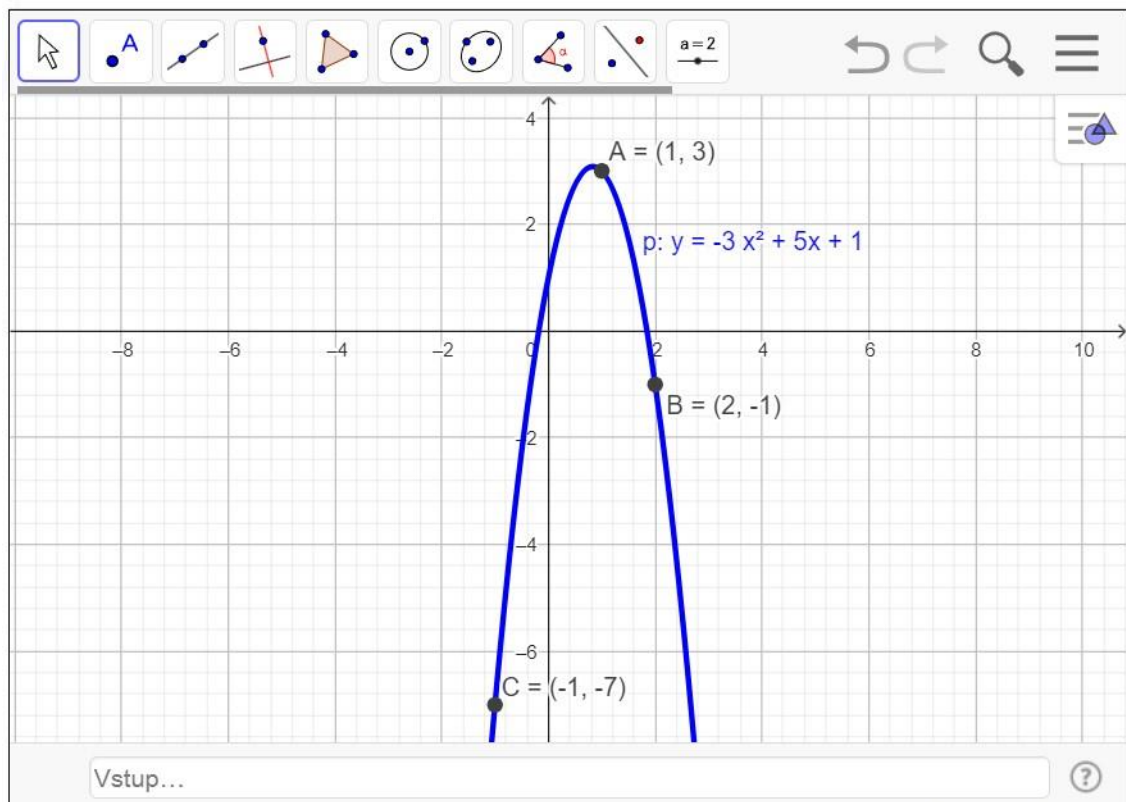 A
α
a = 2
4
A = (1, 3)
2
p: y = -3 x² + 5x + 1
–8
–6
–4
–2
0
2
4
6
8
10
B = (2, -1)
–2
–4
–6
C = (-1, -7)
Vstup...
?